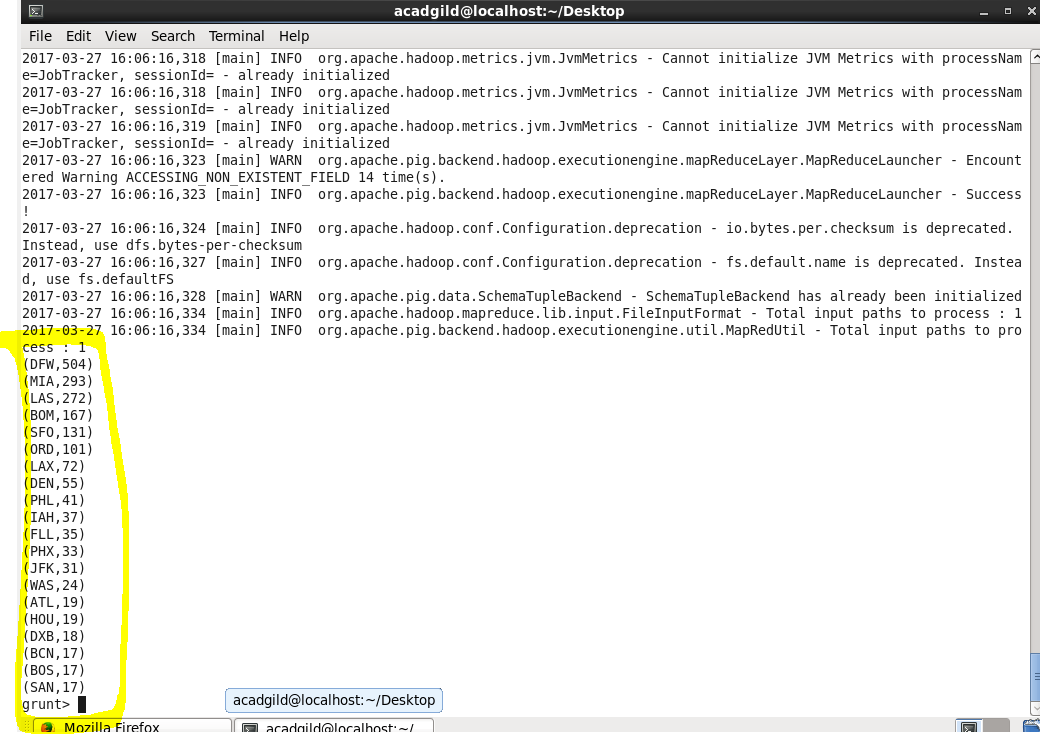 acadgild@localhost:~/Desktop
File Edit View Search Terminal Help
2017-03-27 16:06:16,318 [main] INFO  org.apache.hadoop.metrics.jvm.JvmMetrics - Cannot initialize JVM Metrics with processNam
e=JobTracker, sessionId= - already initialized
2017-03-27 16:06:16,318 [main] INFO  org.apache.hadoop.metrics.jvm.JvmMetrics - Cannot initialize JVM Metrics with processNam
e=JobTracker, sessionId= - already initialized
2017-03-27 16:06:16,319 [main] INFO  org.apache.hadoop.metrics.jvm.JvmMetrics - Cannot initialize JVM Metrics with processNam
e=JobTracker, sessionId= - already initialized
2017-03-27 16:06:16,323 [main] WARN  org.apache.pig.backend.hadoop.executionengine.mapReduceLayer.MapReduceLauncher - Encount
ered Warning ACCESSING_NON_EXISTENT_FIELD 14 time(s).
2017-03-27 16:06:16,323 [main] INFO  org.apache.pig.backend.hadoop.executionengine.mapReduceLayer.MapReduceLauncher - Success
!
2017-03-27 16:06:16,324 [main] INFO  org.apache.hadoop.conf.Configuration.deprecation - io.bytes.per.checksum is deprecated.
Instead, use dfs.bytes-per-checksum
2017-03-27 16:06:16,327 [main] INFO  org.apache.hadoop.conf.Configuration.deprecation - fs.default.name is deprecated. Instea
d, use fs.defaultFS
2017-03-27 16:06:16,328 [main] WARN  org.apache.pig.data.SchemaTupleBackend - SchemaTupleBackend has already been initialized
2017-03-27 16:06:16,334 [main] INFO  org.apache.hadoop.mapreduce.lib.input.FileInputFormat - Total input paths to process : 1
2017-03-27 16:06:16,334 [main] INFO  org.apache.pig.backend.hadoop.executionengine.util.MapRedUtil - Total input paths to pro
cess : 1
(DFW,504)
(MIA,293)
(LAS,272)
(BOM,167)
(SFO,131)
(ORD,101)
(LAX,72)
(DEN,55)
(PHL,41)
(IAH,37)
(FLL,35)
(PHX,33)
(JFK,31)
(WAS,24)
(ATL,19)
(HOU,19)
(DXB,18)
(BCN,17)
(BOS,17)
(SAN,17)
grunt>
acadgild@localhost:~/Desktop
Mozilla Firefox
acadgild@localhost:~/